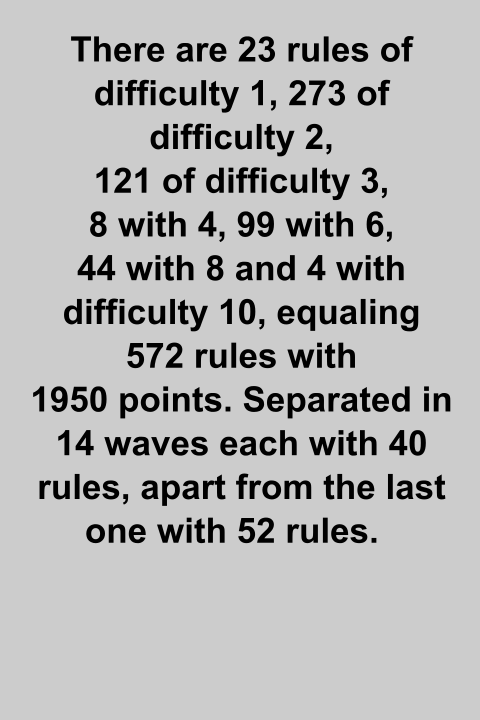 There are 23 rules of
difficulty 1, 273 of
difficulty 2,
121 of difficulty 3,
8 with 4, 99 with 6,
44 with 8 and 4 with
difficulty 10, equaling
572 rules with
1950 points. Separated in
14 waves each with 40
rules, apart from the last
one with 52 rules.